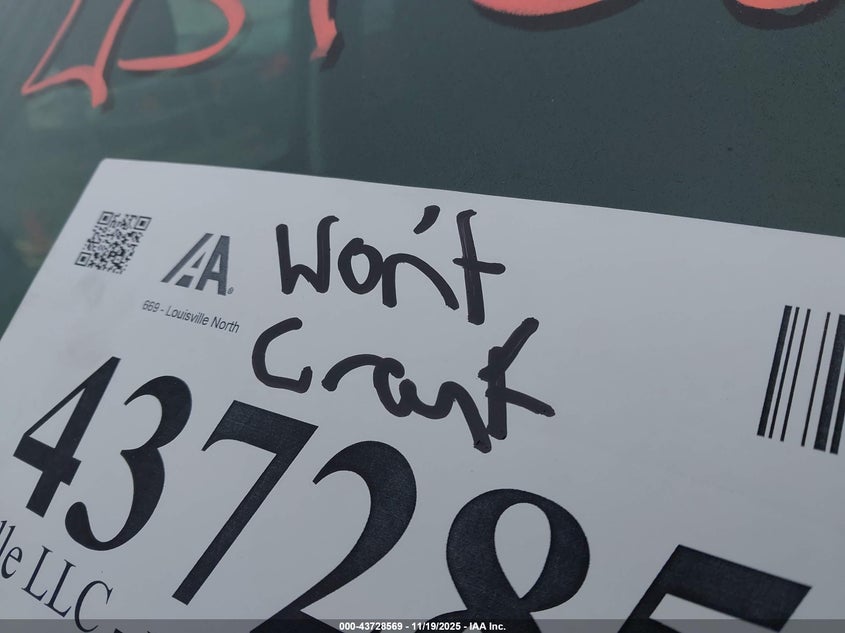 IAA
669 - Louisville North
Won't
Crank
437285
lle LLC
000-43728569 - 11/19/2025 - IAA Inc.